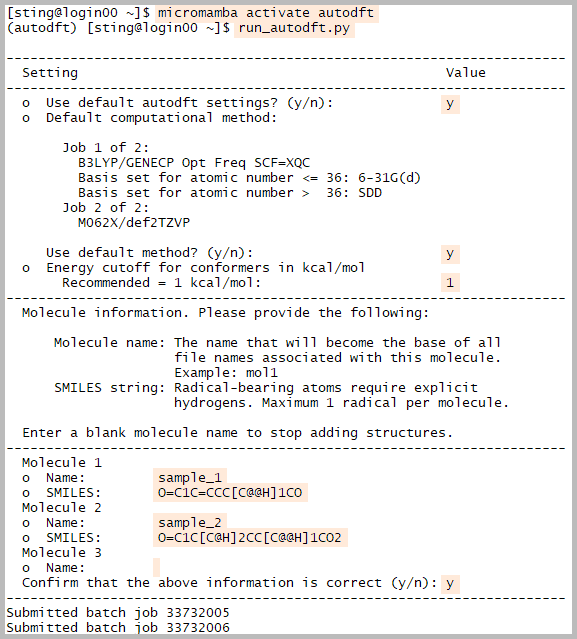 [sting@login00 ~]$ micromamba activate autodft
(autodft) [sting@login00 ~]$ run_autodft.py
----------------------------------------------------------------------
Setting Value
----------------------------------------------------------------------
o Use default autodft settings? (y/n): y
o Default computational method:
Job 1 of 2:
B3LYP/GENECP Opt Freq SCF=XQC
Basis set for atomic number <= 36: 6-31G(d)
Basis set for atomic number > 36: SDD
Job 2 of 2:
M062X/def2TZVP
Use default method? (y/n): y
o Energy cutoff for conformers in kcal/mol
Recommended = 1 kcal/mol: 1
----------------------------------------------------------------------
Molecule information. Please provide the following:
Molecule name: The name that will become the base of all
file names associated with this molecule.
Example: mol1
SMILES string: Radical-bearing atoms require explicit
hydrogens. Maximum 1 radical per molecule.
Enter a blank molecule name to stop adding structures.
----------------------------------------------------------------------
Molecule 1
o Name: sample_1
o SMILES: O=C1C=CCC[C@@H]1CO
Molecule 2
o Name: sample_2
o SMILES: O=C1C[C@H]2CC[C@@H]1CO2
Molecule 3
o Name:
Confirm that the above information is correct (y/n): y
----------------------------------------------------------------------
Submitted batch job 33732005
Submitted batch job 33732006